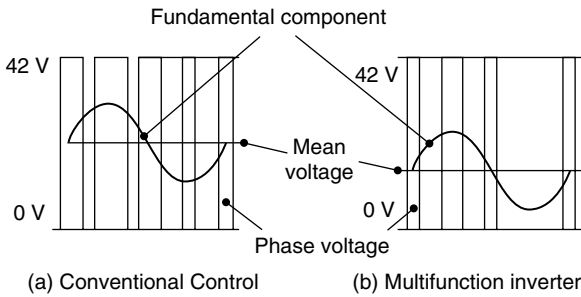 Fundamental component
42 V
42 V
Mean
voltage
0 V
0 V
Phase voltage
(a) Conventional Control
(b) Multifunction inverter